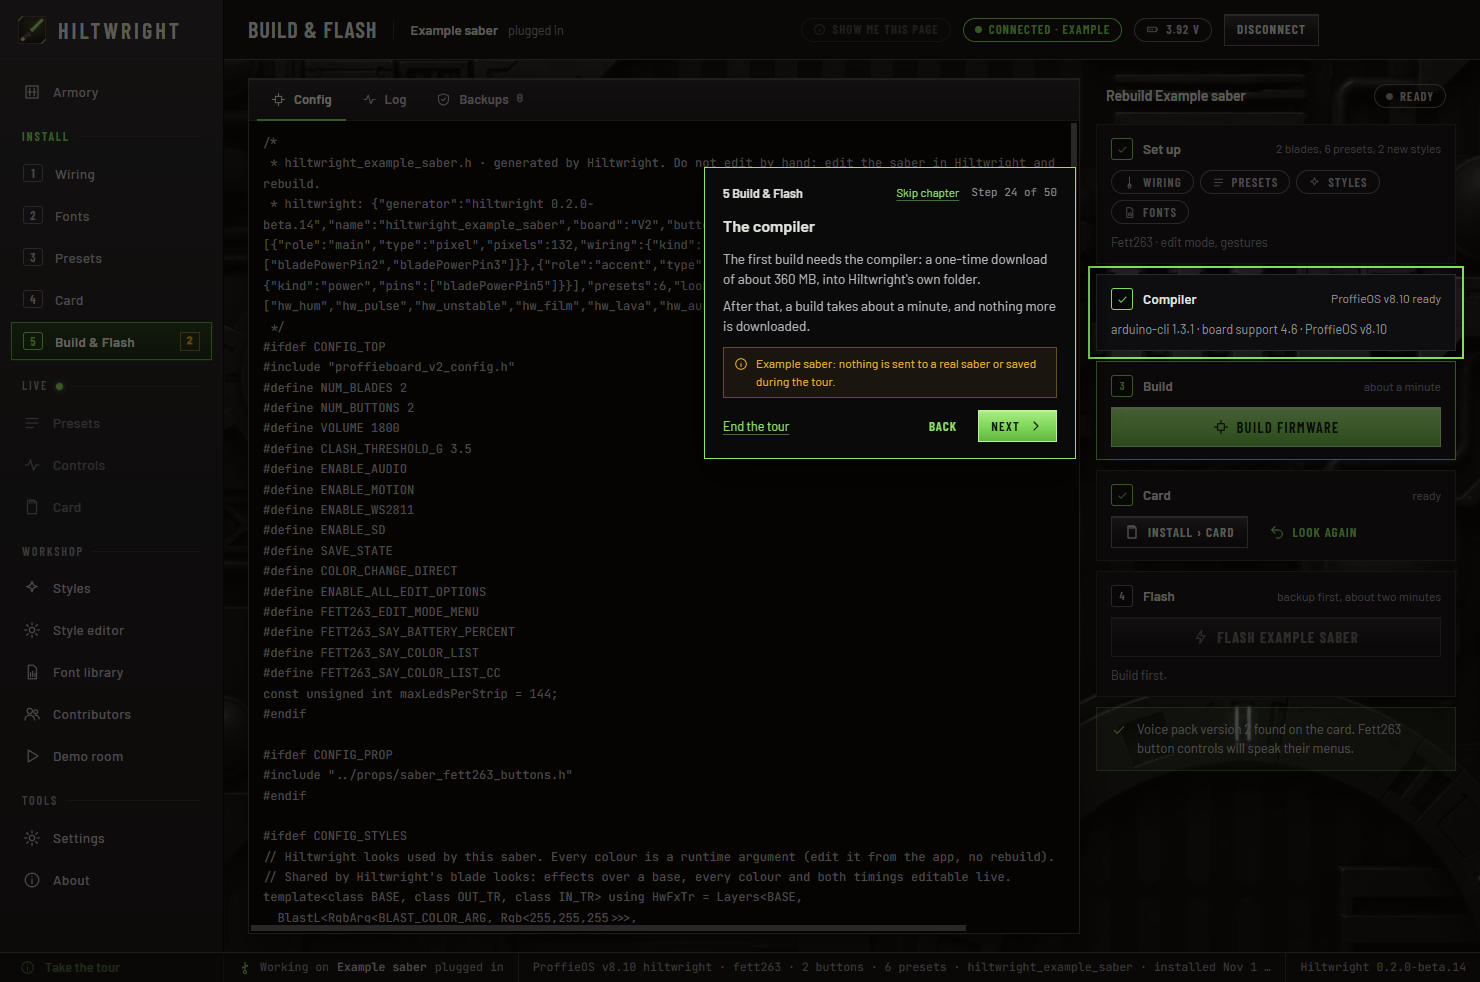 HILTWRIGHT
BUILD & FLASH
Example saber plugged in
SHOW ME THIS PAGE
CONNECTED · EXAMPLE
3.92 V
DISCONNECT
Armory
INSTALL
1 Wiring
2 Fonts
3 Presets
4 Card
5 Build & Flash 2
LIVE
Presets
Controls
Card
WORKSHOP
Styles
Style editor
Font library
Contributors
Demo room
TOOLS
Settings
About
Take the tour
Config
Log
Backups 0
/*
 * hiltwright_example_saber.h · generated by Hiltwright. Do not edit by hand: edit the saber in Hiltwright and
rebuild.
 * hiltwright: {"generator":"hiltwright 0.2.0-
beta.14","name":"hiltwright_example_saber","board":"V2","butt
[{"role":"main","type":"pixel","pixels":132,"wiring":{"kind":
["bladePowerPin2","bladePowerPin3"]}},{"role":"accent","type"
{"kind":"power","pins":["bladePowerPin5"]}}],"presets":6,"loo
["hw_hum","hw_pulse","hw_unstable","hw_film","hw_lava","hw_au
 */
#ifdef CONFIG_TOP
#include "proffieboard_v2_config.h"
#define NUM_BLADES 2
#define NUM_BUTTONS 2
#define VOLUME 1800
#define CLASH_THRESHOLD_G 3.5
#define ENABLE_AUDIO
#define ENABLE_MOTION
#define ENABLE_WS2811
#define ENABLE_SD
#define SAVE_STATE
#define COLOR_CHANGE_DIRECT
#define ENABLE_ALL_EDIT_OPTIONS
#define FETT263_EDIT_MODE_MENU
#define FETT263_SAY_BATTERY_PERCENT
#define FETT263_SAY_COLOR_LIST
#define FETT263_SAY_COLOR_LIST_CC
const unsigned int maxLedsPerStrip = 144;
#endif
#ifdef CONFIG_PROP
#include "../props/saber_fett263_buttons.h"
#endif
#ifdef CONFIG_STYLES
// Hiltwright looks used by this saber. Every colour is a runtime argument (edit it from the app, no rebuild).
// Shared by Hiltwright's blade looks: effects over a base, every colour and both timings editable live.
template<class BASE, class OUT_TR, class IN_TR> using HwFxTr = Layers<BASE,
  BlastL<RgbArg<BLAST_COLOR_ARG, Rgb<255,255,255>>>,
5 Build & Flash
Skip chapter
Step 24 of 50
The compiler
The first build needs the compiler: a one-time download
of about 360 MB, into Hiltwright's own folder.
After that, a build takes about a minute, and nothing more
is downloaded.
Example saber: nothing is sent to a real saber or saved
during the tour.
End the tour
BACK
NEXT
Rebuild Example saber
READY
Set up
2 blades, 6 presets, 2 new styles
WIRING
PRESETS
STYLES
FONTS
Fett263 · edit mode, gestures
Compiler
ProffieOS v8.10 ready
arduino-cli 1.3.1 · board support 4.6 · ProffieOS v8.10
3 Build
about a minute
BUILD FIRMWARE
Card
ready
INSTALL › CARD
LOOK AGAIN
4 Flash
backup first, about two minutes
FLASH EXAMPLE SABER
Build first.
Voice pack version 2 found on the card. Fett263
button controls will speak their menus.
Working on Example saber plugged in
ProffieOS v8.10 hiltwright · fett263 · 2 buttons · 6 presets · hiltwright_example_saber · installed Nov 1 …
Hiltwright 0.2.0-beta.14